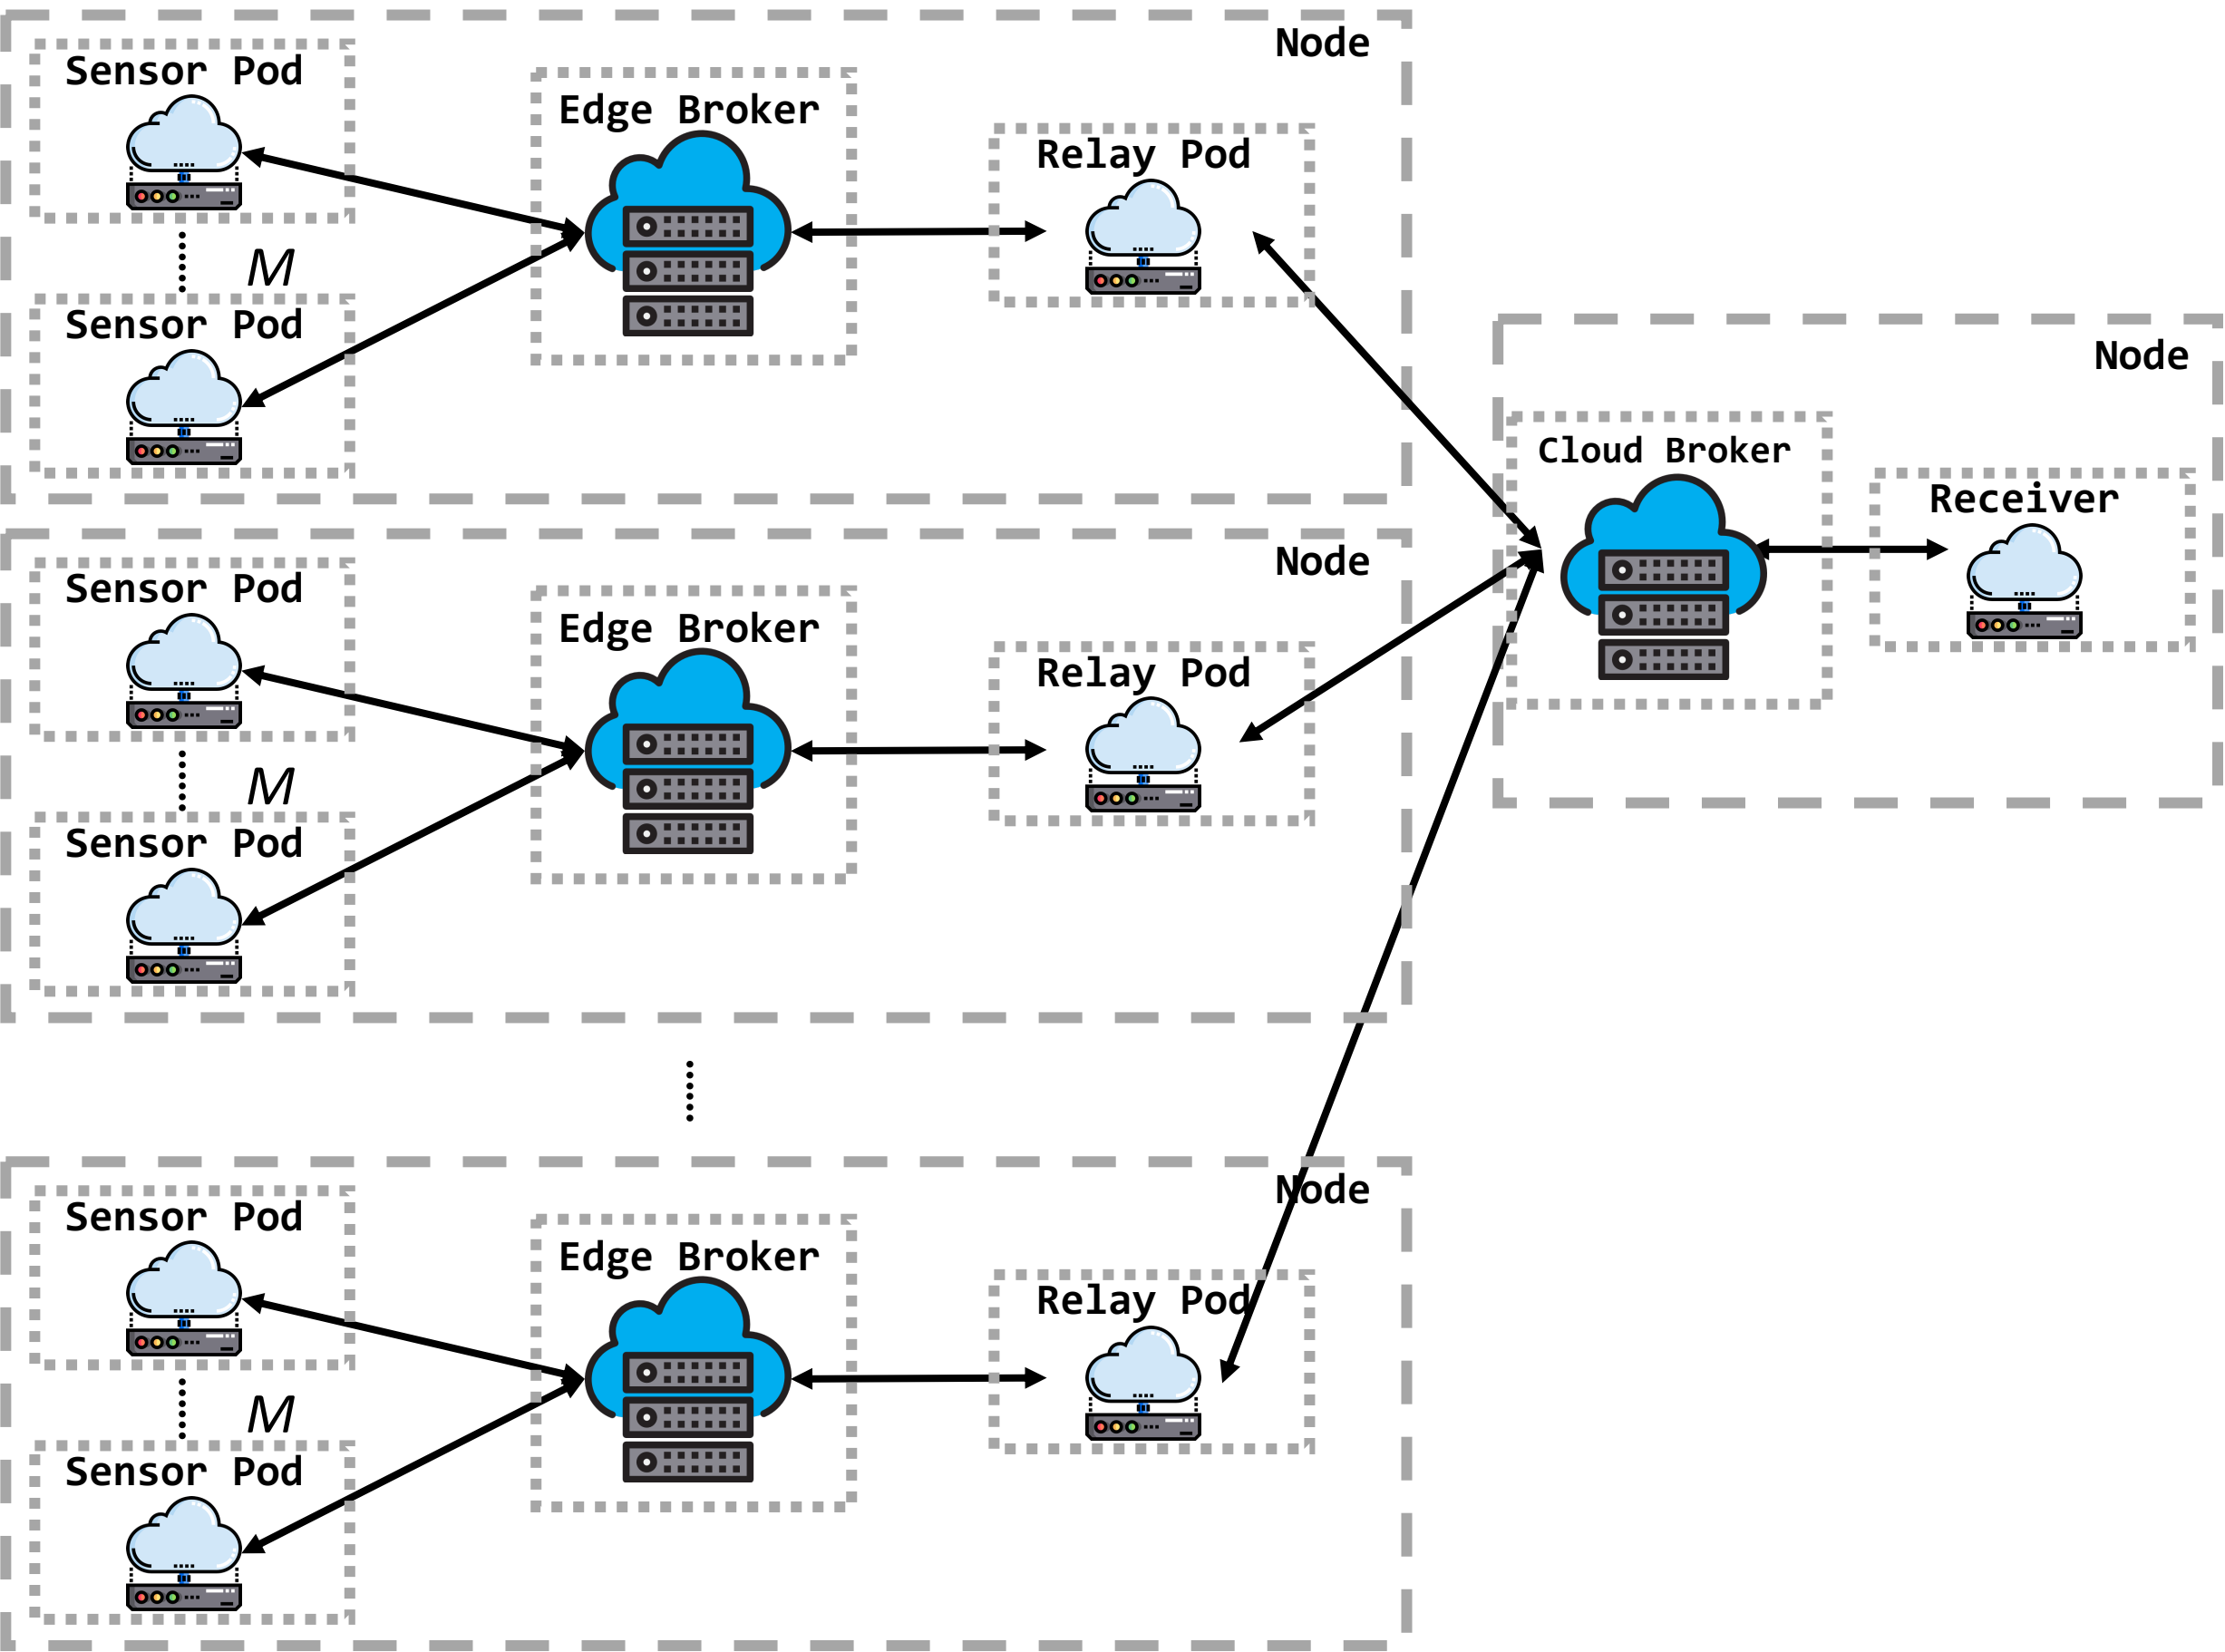 Node
Sensor Pod
Edge Broker
Relay Pod
M
Sensor Pod
Node
Cloud Broker
Receiver
Node
Sensor Pod
Edge Broker
Relay Pod
M
Sensor Pod
Node
Sensor Pod
Edge Broker
Relay Pod
M
Sensor Pod